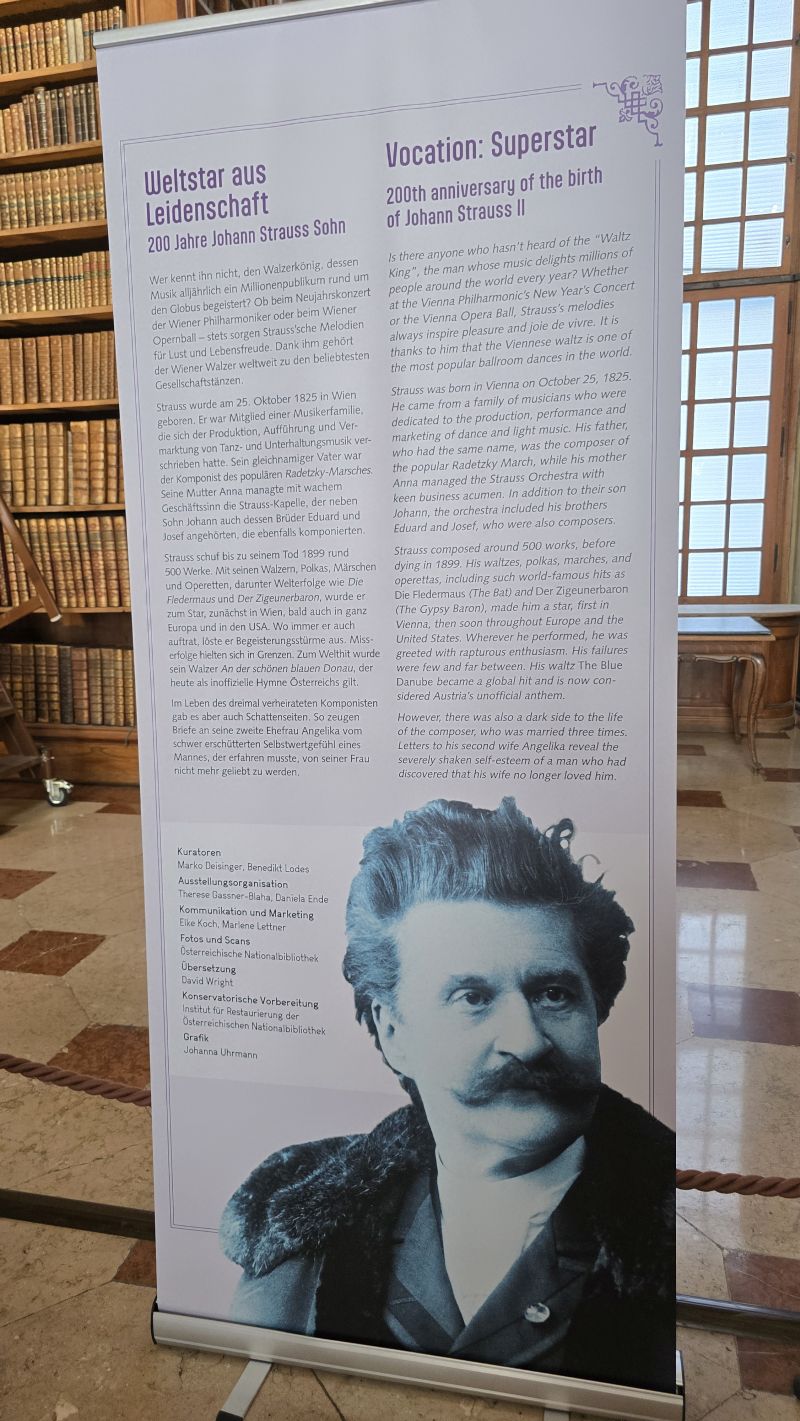 Weltstar aus
Leidenschaft
200 Jahre Johann Strauss Sohn
Wer kennt ihn nicht, den Walzerkönig, dessen
Musik alljährlich ein Millionenpublikum rund um
den Globus begeistert? Ob beim Neujahrskonzert
der Wiener Philharmoniker oder beim Wiener
Opernball – stets sorgen Strauss'sche Melodien
für Lust und Lebensfreude. Dank ihm gehört
der Wiener Walzer weltweit zu den beliebtesten
Gesellschaftstänzen.
Strauss wurde am 25. Oktober 1825 in Wien
geboren. Er war Mitglied einer Musikerfamilie,
die sich der Produktion, Aufführung und Ver-
marktung von Tanz- und Unterhaltungsmusik ver-
schrieben hatte. Sein gleichnamiger Vater war
der Komponist des populären Radetzky-Marsches.
Seine Mutter Anna managte mit wachem
Geschäftssinn die Strauss-Kapelle, der neben
Sohn Johann auch dessen Brüder Eduard und
Josef angehörten, die ebenfalls komponierten.
Strauss schuf bis zu seinem Tod 1899 rund
500 Werke. Mit seinen Walzern, Polkas, Märschen
und Operetten, darunter Welterfolge wie Die
Fledermaus und Der Zigeunerbaron, wurde er
zum Star, zunächst in Wien, bald auch in ganz
Europa und in den USA. Wo immer er auch
auftrat, löste er Begeisterungsstürme aus. Miss-
erfolge hielten sich in Grenzen. Zum Welthit wurde
sein Walzer An der schönen blauen Donau, der
heute als inoffizielle Hymne Österreichs gilt.
Im Leben des dreimal verheirateten Komponisten
gab es aber auch Schattenseiten. So zeugen
Briefe an seine zweite Ehefrau Angelika vom
schwer erschütterten Selbstwertgefühl eines
Mannes, der erfahren musste, von seiner Frau
nicht mehr geliebt zu werden.
Vocation: Superstar
200th anniversary of the birth
of Johann Strauss II
Is there anyone who hasn't heard of the “Waltz
King”, the man whose music delights millions of
people around the world every year? Whether
at the Vienna Philharmonic's New Year's Concert
or the Vienna Opera Ball, Strauss's melodies
always inspire pleasure and joie de vivre. It is
thanks to him that the Viennese waltz is one of
the most popular ballroom dances in the world.
Strauss was born in Vienna on October 25, 1825.
He came from a family of musicians who were
dedicated to the production, performance and
marketing of dance and light music. His father,
who had the same name, was the composer of
the popular Radetzky March, while his mother
Anna managed the Strauss Orchestra with
keen business acumen. In addition to their son
Johann, the orchestra included his brothers
Eduard and Josef, who were also composers.
Strauss composed around 500 works, before
dying in 1899. His waltzes, polkas, marches, and
operettas, including such world-famous hits as
Die Fledermaus (The Bat) and Der Zigeunerbaron
(The Gypsy Baron), made him a star, first in
Vienna, then soon throughout Europe and the
United States. Wherever he performed, he was
greeted with rapturous enthusiasm. His failures
were few and far between. His waltz The Blue
Danube became a global hit and is now con-
sidered Austria's unofficial anthem.
However, there was also a dark side to the life
of the composer, who was married three times.
Letters to his second wife Angelika reveal the
severely shaken self-esteem of a man who had
discovered that his wife no longer loved him.
Kuratoren
Marko Deisinger, Benedikt Lodes
Ausstellungsorganisation
Therese Gassner-Blaha, Daniela Ende
Kommunikation und Marketing
Elke Koch, Marlene Lettner
Fotos und Scans
Österreichische Nationalbibliothek
Übersetzung
David Wright
Konservatorische Vorbereitung
Institut für Restaurierung der
Österreichischen Nationalbibliothek
Grafik
Johanna Uhrmann